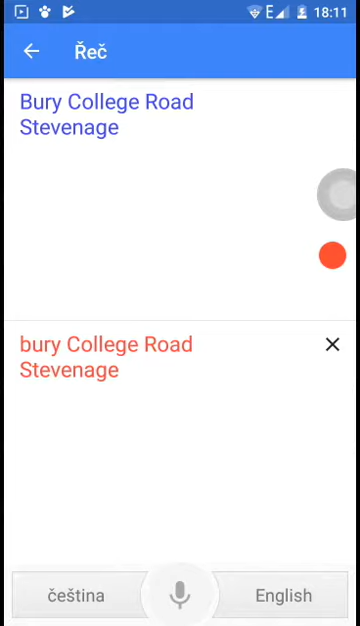 E 18:11
Řeč
Bury College Road
Stevenage
bury College Road
Stevenage
čeština English